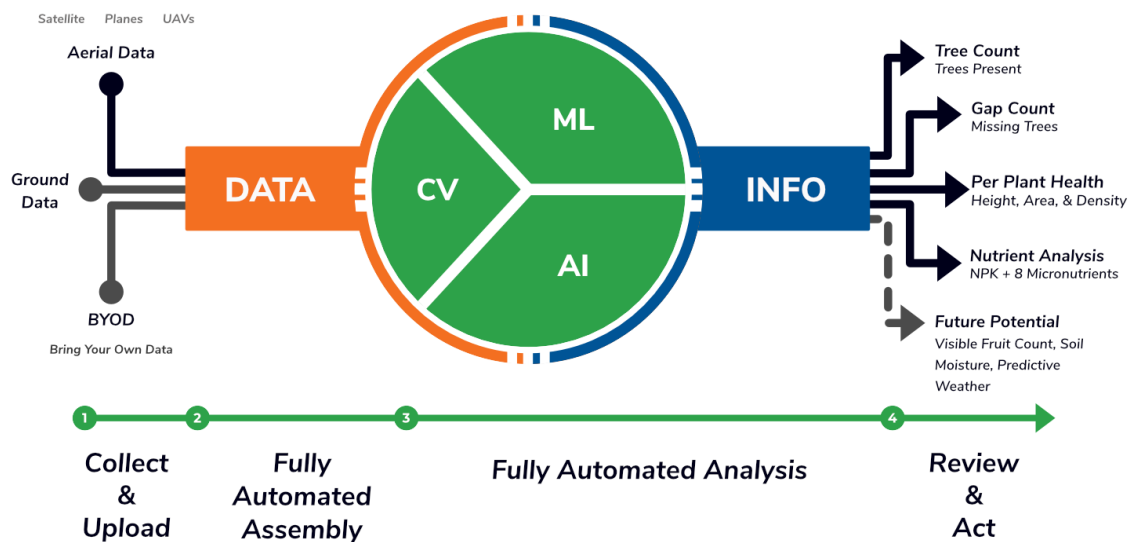 Satellite Planes UAVs
Aerial Data
Ground
Data
BYOD
Bring Your Own Data
DATA
CV
ML
AI
INFO
Tree Count
Trees Present
Gap Count
Missing Trees
Per Plant Health
Height, Area, & Density
Nutrient Analysis
NPK + 8 Micronutrients
Future Potential
Visible Fruit Count, Soil
Moisture, Predictive
Weather
1
Collect
&
Upload
2
Fully
Automated
Assembly
3
Fully Automated Analysis
4
Review
&
Act